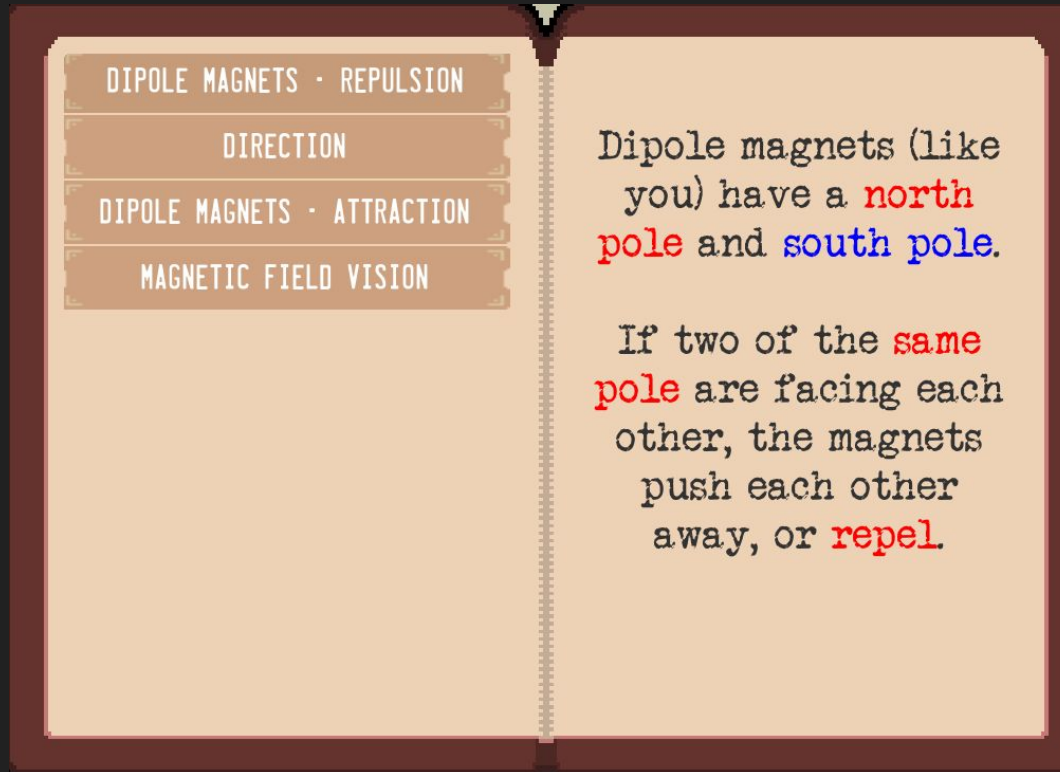 DIPOLE MAGNETS - REPULSION
DIRECTION
DIPOLE MAGNETS - ATTRACTION
MAGNETIC FIELD VISION
Dipole magnets (like
you) have a north
pole and south pole.
If two of the same
pole are facing each
other, the magnets
push each other
away, or repel.